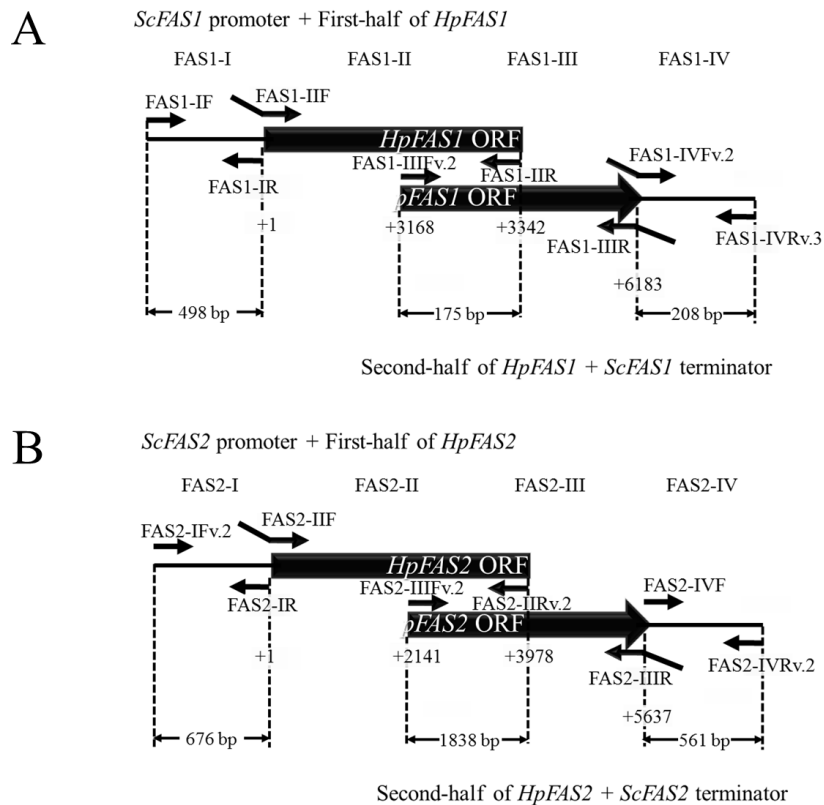 A
ScFAS1 promoter + First-half of HpFAS1
FAS1-I FAS1-II FAS1-III FAS1-IV
FAS1-IF
FAS1-IIF
HpFAS1 ORF
FAS1-IR
FAS1-IIIFv.2
FAS1-IIR
FAS1-IVFv.2
pFAS1 ORF
+1
+3168
+3342
FAS1-IIIR
FAS1-IVRv.3
+6183
498 bp
175 bp
208 bp
Second-half of HpFAS1 + ScFAS1 terminator
B
ScFAS2 promoter + First-half of HpFAS2
FAS2-I FAS2-II FAS2-III FAS2-IV
FAS2-IFv.2
FAS2-IIF
HpFAS2 ORF
FAS2-IR
FAS2-IIIFv.2
FAS2-IIRv.2
FAS2-IVF
pFAS2 ORF
+1
+2141
+3978
FAS2-IIIR
FAS2-IVRv.2
+5637
676 bp
1838 bp
561 bp
Second-half of HpFAS2 + ScFAS2 terminator